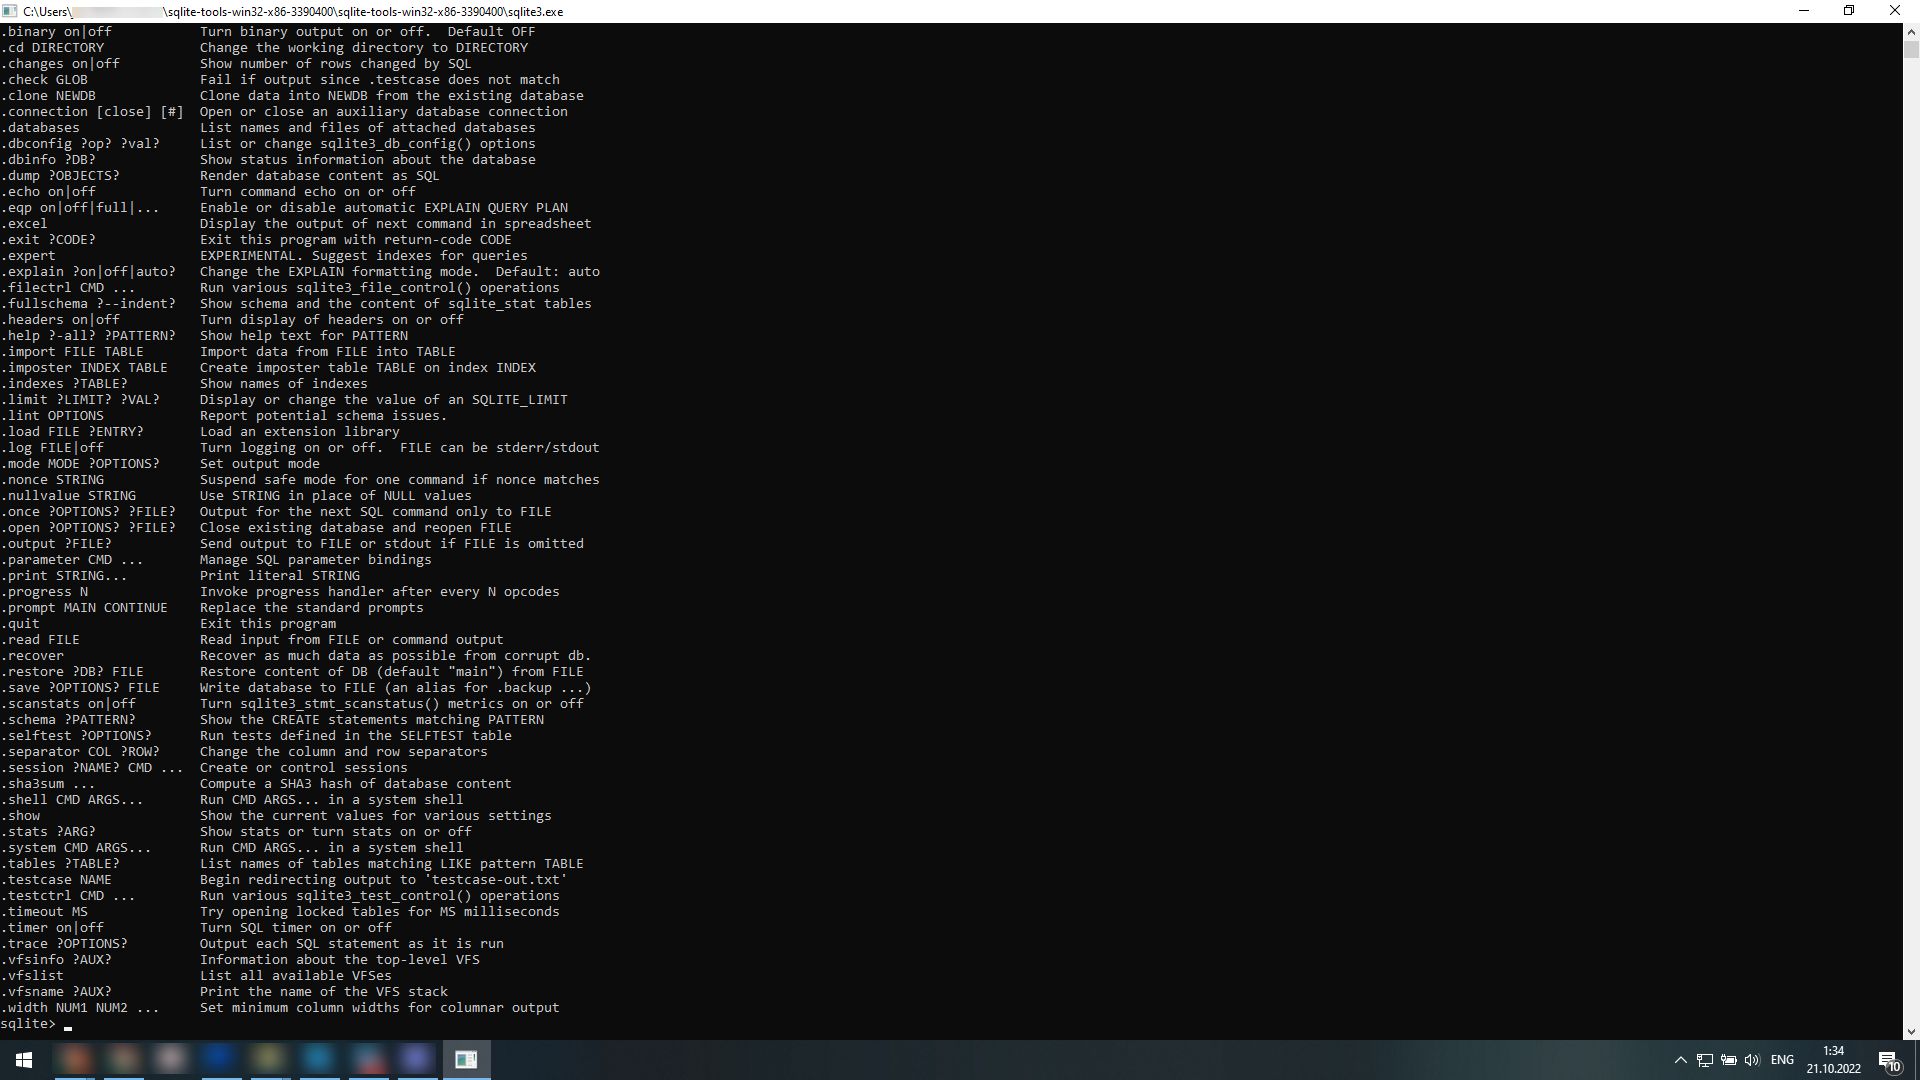 C:\Users\ \sqlite-tools-win32-x86-3390400\sqlite-tools-win32-x86-3390400\sqlite3.exe
.binary on|off           Turn binary output on or off.  Default OFF
.cd DIRECTORY            Change the working directory to DIRECTORY
.changes on|off          Show number of rows changed by SQL
.check GLOB              Fail if output since .testcase does not match
.clone NEWDB             Clone data into NEWDB from the existing database
.connection [close] [#]  Open or close an auxiliary database connection
.databases               List names and files of attached databases
.dbconfig ?op? ?val?     List or change sqlite3_db_config() options
.dbinfo ?DB?             Show status information about the database
.dump ?OBJECTS?          Render database content as SQL
.echo on|off             Turn command echo on or off
.eqp on|off|full|...     Enable or disable automatic EXPLAIN QUERY PLAN
.excel                   Display the output of next command in spreadsheet
.exit ?CODE?             Exit this program with return-code CODE
.expert                  EXPERIMENTAL. Suggest indexes for queries
.explain ?on|off|auto?   Change the EXPLAIN formatting mode.  Default: auto
.filectrl CMD ...        Run various sqlite3_file_control() operations
.fullschema ?--indent?   Show schema and the content of sqlite_stat tables
.headers on|off          Turn display of headers on or off
.help ?-all? ?PATTERN?   Show help text for PATTERN
.import FILE TABLE       Import data from FILE into TABLE
.imposter INDEX TABLE    Create imposter table TABLE on index INDEX
.indexes ?TABLE?         Show names of indexes
.limit ?LIMIT? ?VAL?     Display or change the value of an SQLITE_LIMIT
.lint OPTIONS            Report potential schema issues.
.load FILE ?ENTRY?       Load an extension library
.log FILE|off            Turn logging on or off.  FILE can be stderr/stdout
.mode MODE ?OPTIONS?     Set output mode
.nonce STRING            Suspend safe mode for one command if nonce matches
.nullvalue STRING        Use STRING in place of NULL values
.once ?OPTIONS? ?FILE?   Output for the next SQL command only to FILE
.open ?OPTIONS? ?FILE?   Close existing database and reopen FILE
.output ?FILE?           Send output to FILE or stdout if FILE is omitted
.parameter CMD ...       Manage SQL parameter bindings
.print STRING...         Print literal STRING
.progress N              Invoke progress handler after every N opcodes
.prompt MAIN CONTINUE    Replace the standard prompts
.quit                    Exit this program
.read FILE               Read input from FILE or command output
.recover                 Recover as much data as possible from corrupt db.
.restore ?DB? FILE       Restore content of DB (default "main") from FILE
.save ?OPTIONS? FILE     Write database to FILE (an alias for .backup ...)
.scanstats on|off        Turn sqlite3_stmt_scanstatus() metrics on or off
.schema ?PATTERN?        Show the CREATE statements matching PATTERN
.selftest ?OPTIONS?      Run tests defined in the SELFTEST table
.separator COL ?ROW?     Change the column and row separators
.session ?NAME? CMD ...  Create or control sessions
.sha3sum ...             Compute a SHA3 hash of database content
.shell CMD ARGS...       Run CMD ARGS... in a system shell
.show                    Show the current values for various settings
.stats ?ARG?             Show stats or turn stats on or off
.system CMD ARGS...      Run CMD ARGS... in a system shell
.tables ?TABLE?          List names of tables matching LIKE pattern TABLE
.testcase NAME           Begin redirecting output to 'testcase-out.txt'
.testctrl CMD ...        Run various sqlite3_test_control() operations
.timeout MS              Try opening locked tables for MS milliseconds
.timer on|off            Turn SQL timer on or off
.trace ?OPTIONS?         Output each SQL statement as it is run
.vfsinfo ?AUX?           Information about the top-level VFS
.vfslist                 List all available VFSes
.vfsname ?AUX?           Print the name of the VFS stack
.width NUM1 NUM2 ...     Set minimum column widths for columnar output
sqlite>
ENG
1:34
21.10.2022
10